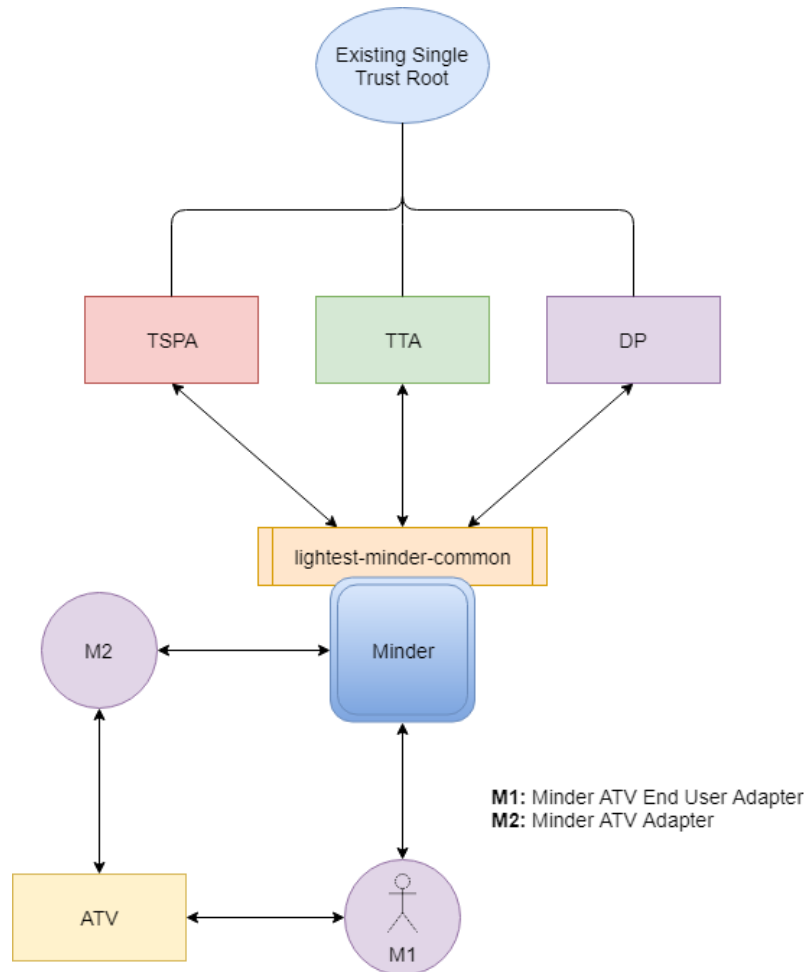 Existing Single
Trust Root
TSPA
TTA
DP
lightest-minder-common
M2
Minder
M1: Minder ATV End User Adapter
M2: Minder ATV Adapter
ATV
M1